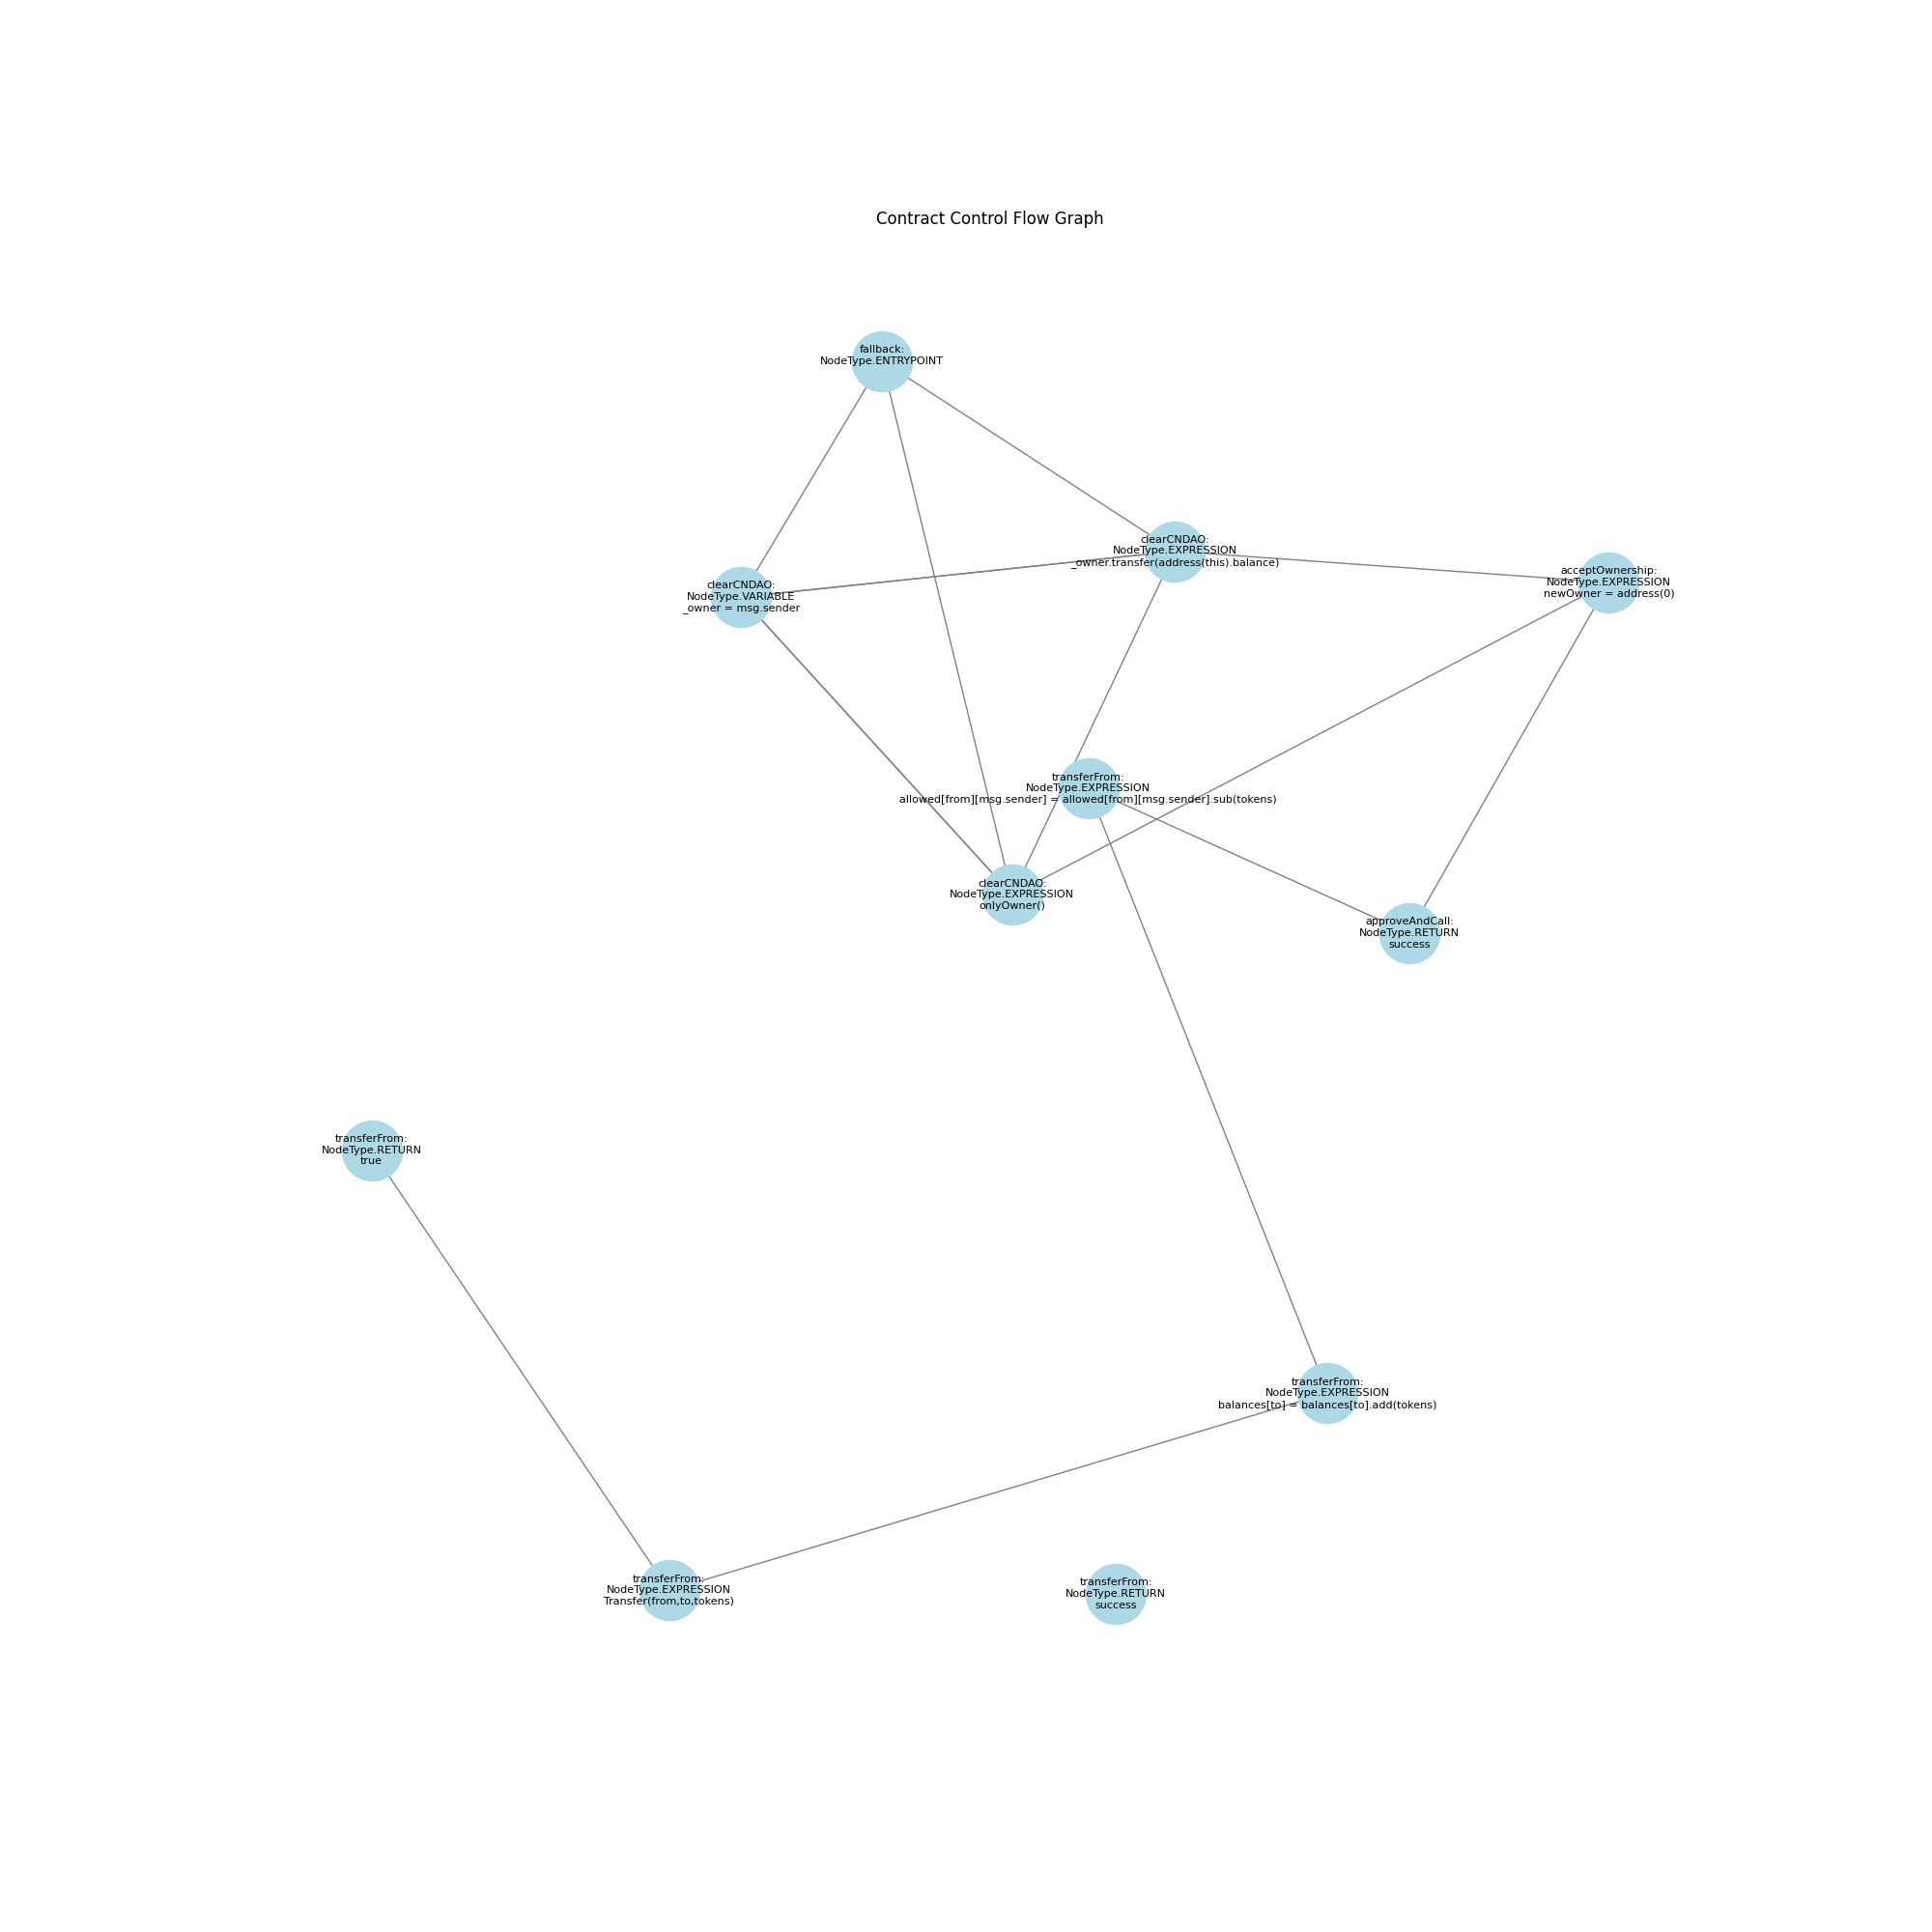 Contract Control Flow Graph
fallback:
NodeType.ENTRYPOINT
clearCNDAO:
NodeType.EXPRESSION
_owner.transfer(address(this).balance)
acceptOwnership:
NodeType.EXPRESSION
newOwner = address(0)
clearCNDAO:
NodeType.VARIABLE
_owner = msg.sender
transferFrom:
NodeType.EXPRESSION
allowed[from][msg.sender] = allowed[from][msg.sender].sub(tokens)
clearCNDAO:
NodeType.EXPRESSION
onlyOwner()
approveAndCall:
NodeType.RETURN
success
transferFrom:
NodeType.RETURN
true
transferFrom:
NodeType.EXPRESSION
balances[to] = balances[to].add(tokens)
transferFrom:
NodeType.EXPRESSION
Transfer(from,to,tokens)
transferFrom:
NodeType.RETURN
success